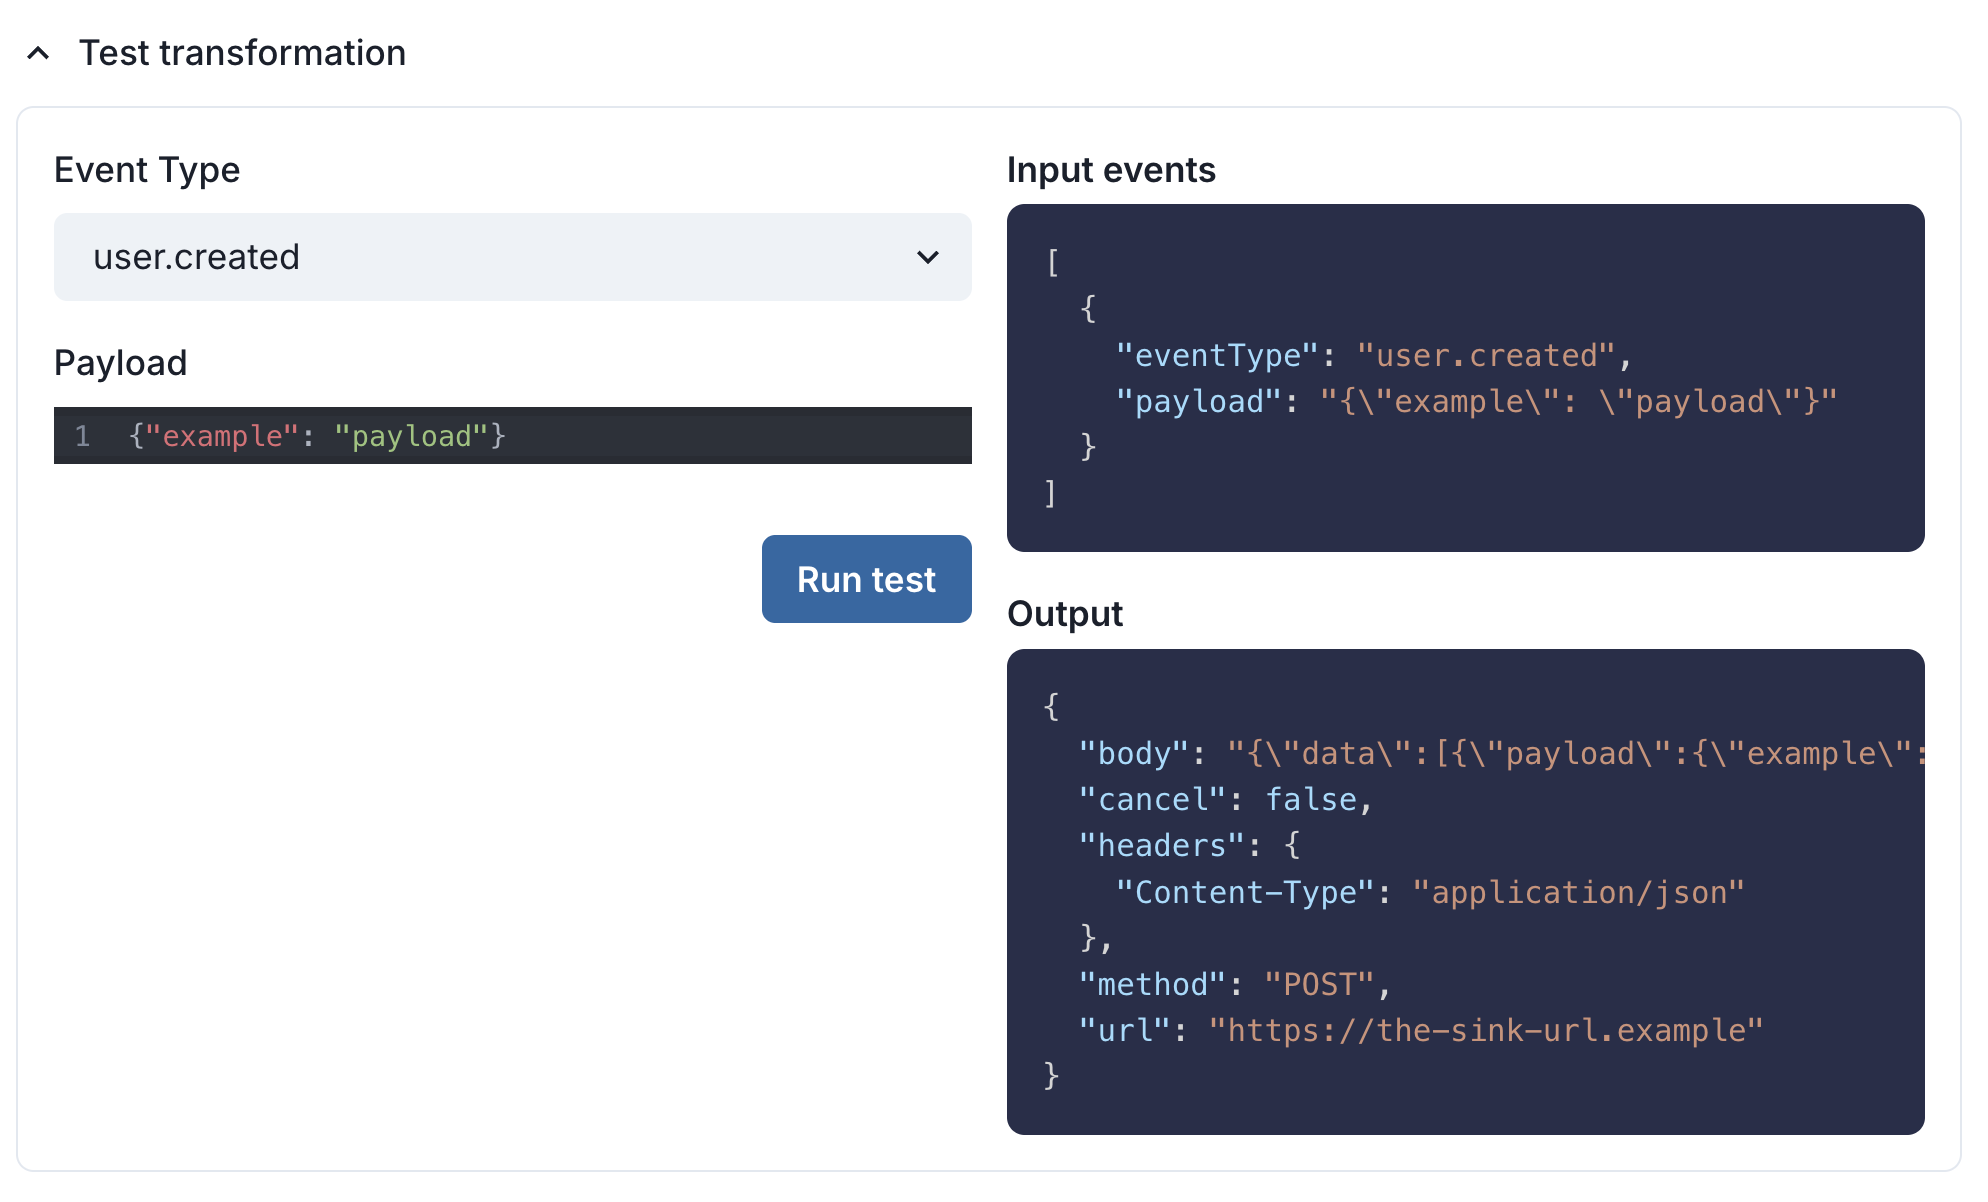 Test transformation
Event Type
user.created
Payload
1 {"example": "payload"}
Run test
Input events
[
{
"eventType": "user.created",
"payload": "{\"example\": \"payload\"}"
}
]
Output
{
"body": "{\"data\":[{\"payload\":{\"example\":
"cancel": false,
"headers": {
"Content-Type": "application/json"
},
"method": "POST",
"url": "https://the-sink-url.example"
}